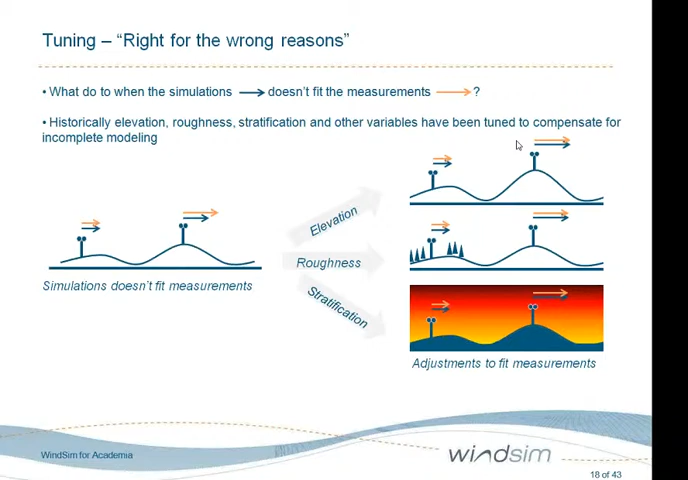 Tuning – “Right for the wrong reasons”
• What do to when the simulations doesn’t fit the measurements ?
• Historically elevation, roughness, stratification and other variables have been tuned to compensate for
incomplete modeling
Elevation
Roughness
Stratification
Simulations doesn’t fit measurements
Adjustments to fit measurements
WindSim for Academia
windsim
18 of 43